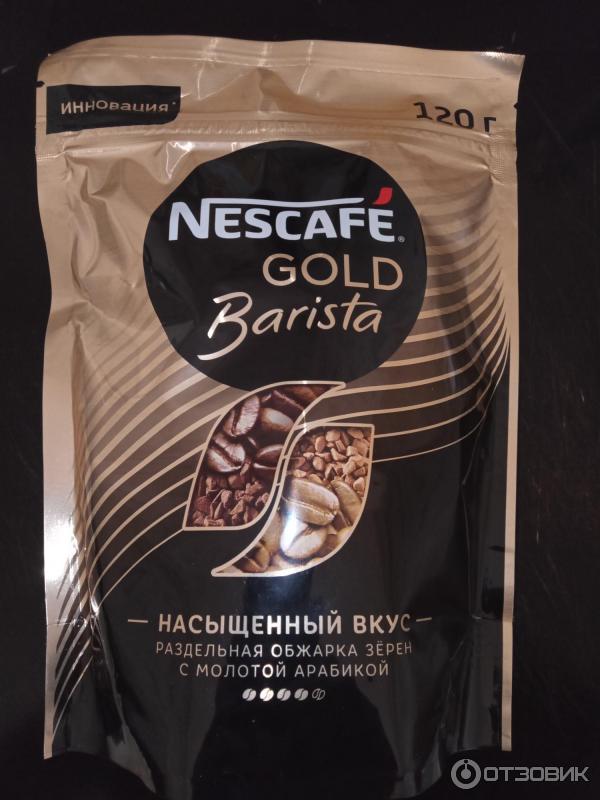 ИННОВАЦИЯ*
120 г
NESCAFÉ®
GOLD
Barista
— НАСЫЩЕННЫЙ ВКУС —
РАЗДЕЛЬНАЯ ОБЖАРКА ЗЁРЕН
С МОЛОТОЙ АРАБИКОЙ
ОТЗОВИК